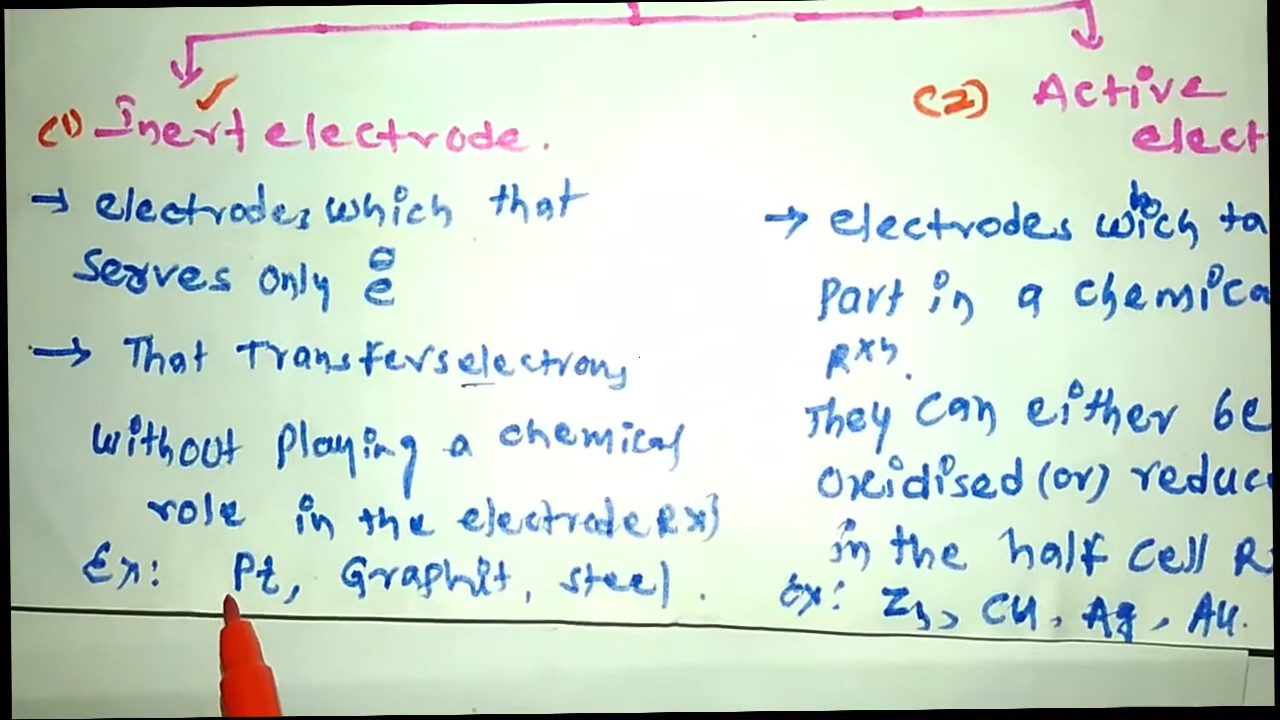 (1) Inert electrode.
→ electrodes which that
serves only e⊖
→ That Transfers electrons
without playing a chemical
role in the electrode Rxn
Ex: Pt, Graphit, steel.
(2) Active
elect
→ electrodes wich ta
Part in a chemica
Rxn.
They can either be
oxidised (or) reduc
in the half cell R
Ex: Zn, Cu, Ag, Au.